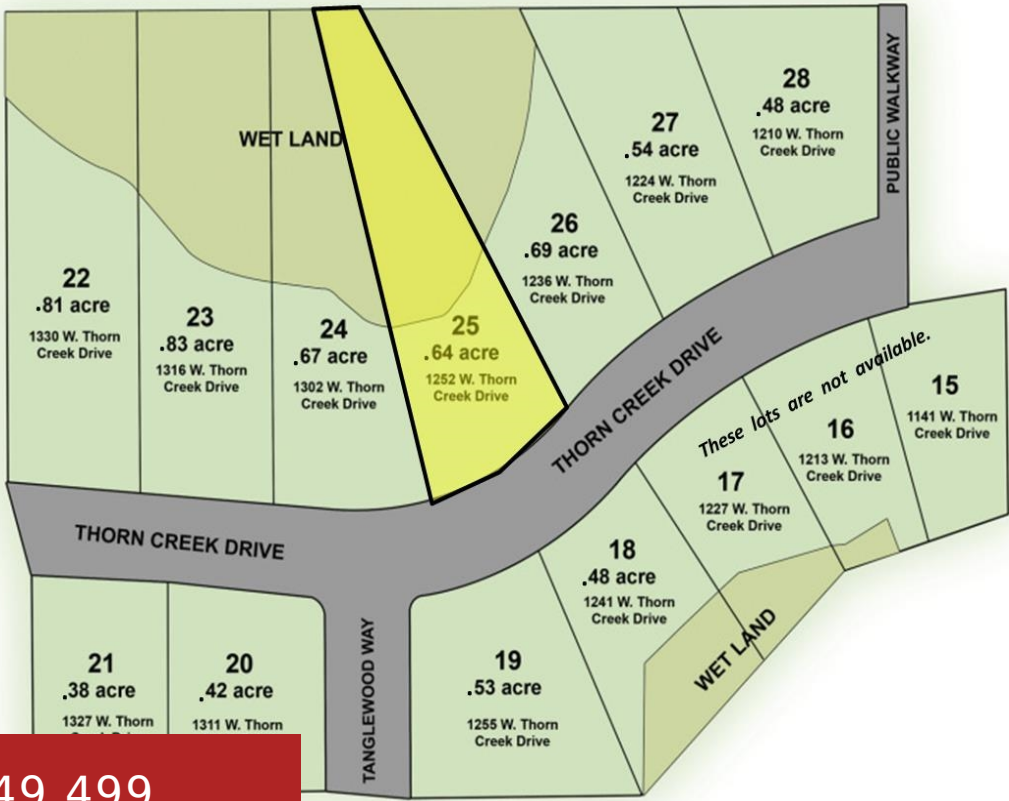 28
.48 acre
1210 W. Thorn
Creek Drive
PUBLIC WALKWAY
27
.54 acre
1224 W. Thorn
Creek Drive
WET LAND
26
.69 acre
1236 W. Thorn
Creek Drive
22
.81 acre
1330 W. Thorn
Creek Drive
23
.83 acre
1316 W. Thorn
Creek Drive
24
.67 acre
1302 W. Thorn
Creek Drive
25
.64 acre
1252 W. Thorn
Creek Drive
THORN CREEK DRIVE
These lots are not available.
15
1141 W. Thorn
Creek Drive
16
1213 W. Thorn
Creek Drive
17
1227 W. Thorn
Creek Drive
THORN CREEK DRIVE
18
.48 acre
1241 W. Thorn
Creek Drive
WET LAND
21
.38 acre
1327 W. Thorn
20
.42 acre
1311 W. Thorn
TANGLEWOOD WAY
19
.53 acre
1255 W. Thorn
Creek Drive
49,499